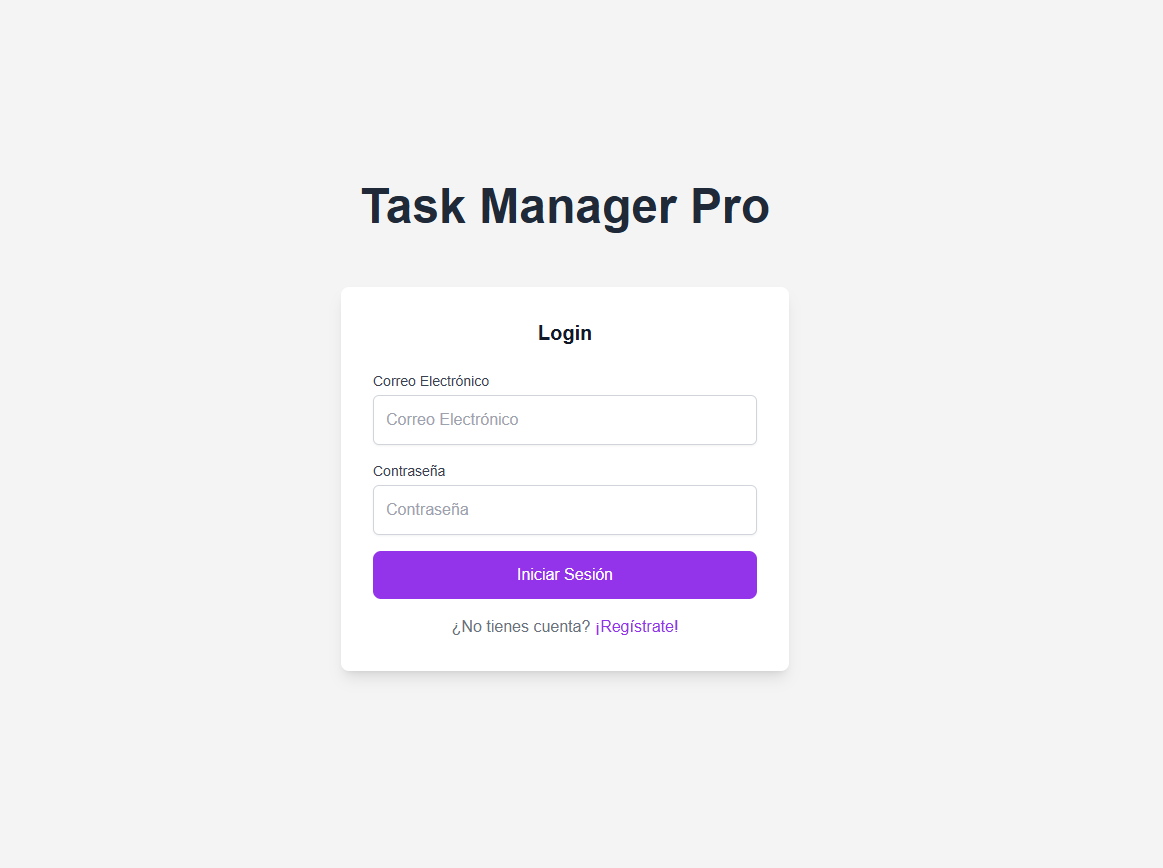 Task Manager Pro
Login
Correo Electrónico
Correo Electrónico
Contraseña
Contraseña
Iniciar Sesión
¿No tienes cuenta? ¡Regístrate!